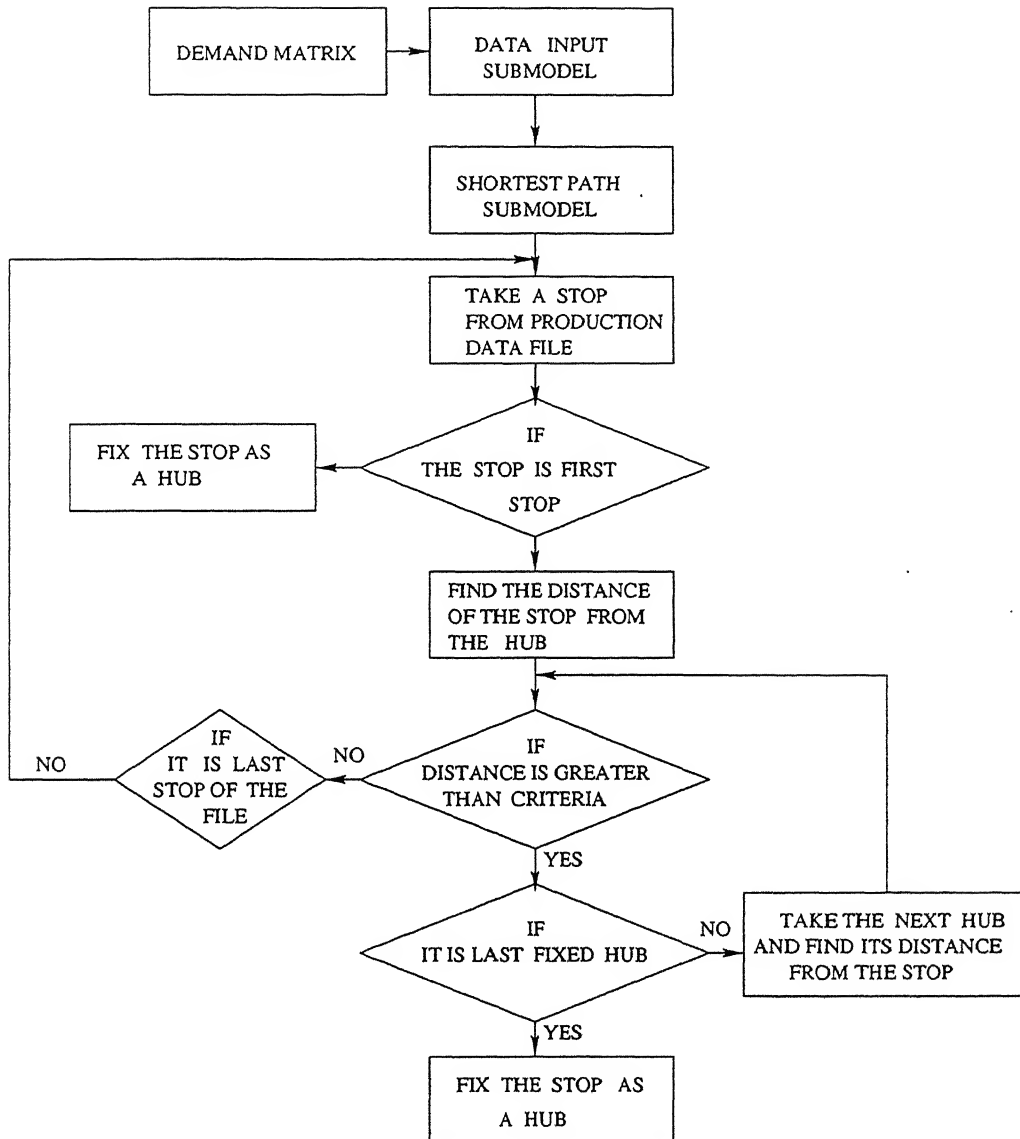 DEMAND MATRIX
DATA INPUT
SUBMODEL
SHORTEST PATH
SUBMODEL
TAKE A STOP
FROM PRODUCTION
DATA FILE
FIX THE STOP AS
A HUB
IF
THE STOP IS FIRST
STOP
FIND THE DISTANCE
OF THE STOP FROM
THE HUB
NO
IF
IT IS LAST
STOP OF THE
FILE
NO
IF
DISTANCE IS GREATER
THAN CRITERIA
YES
IF
IT IS LAST FIXED HUB
NO
TAKE THE NEXT HUB
AND FIND ITS DISTANCE
FROM THE STOP
YES
FIX THE STOP AS
A HUB